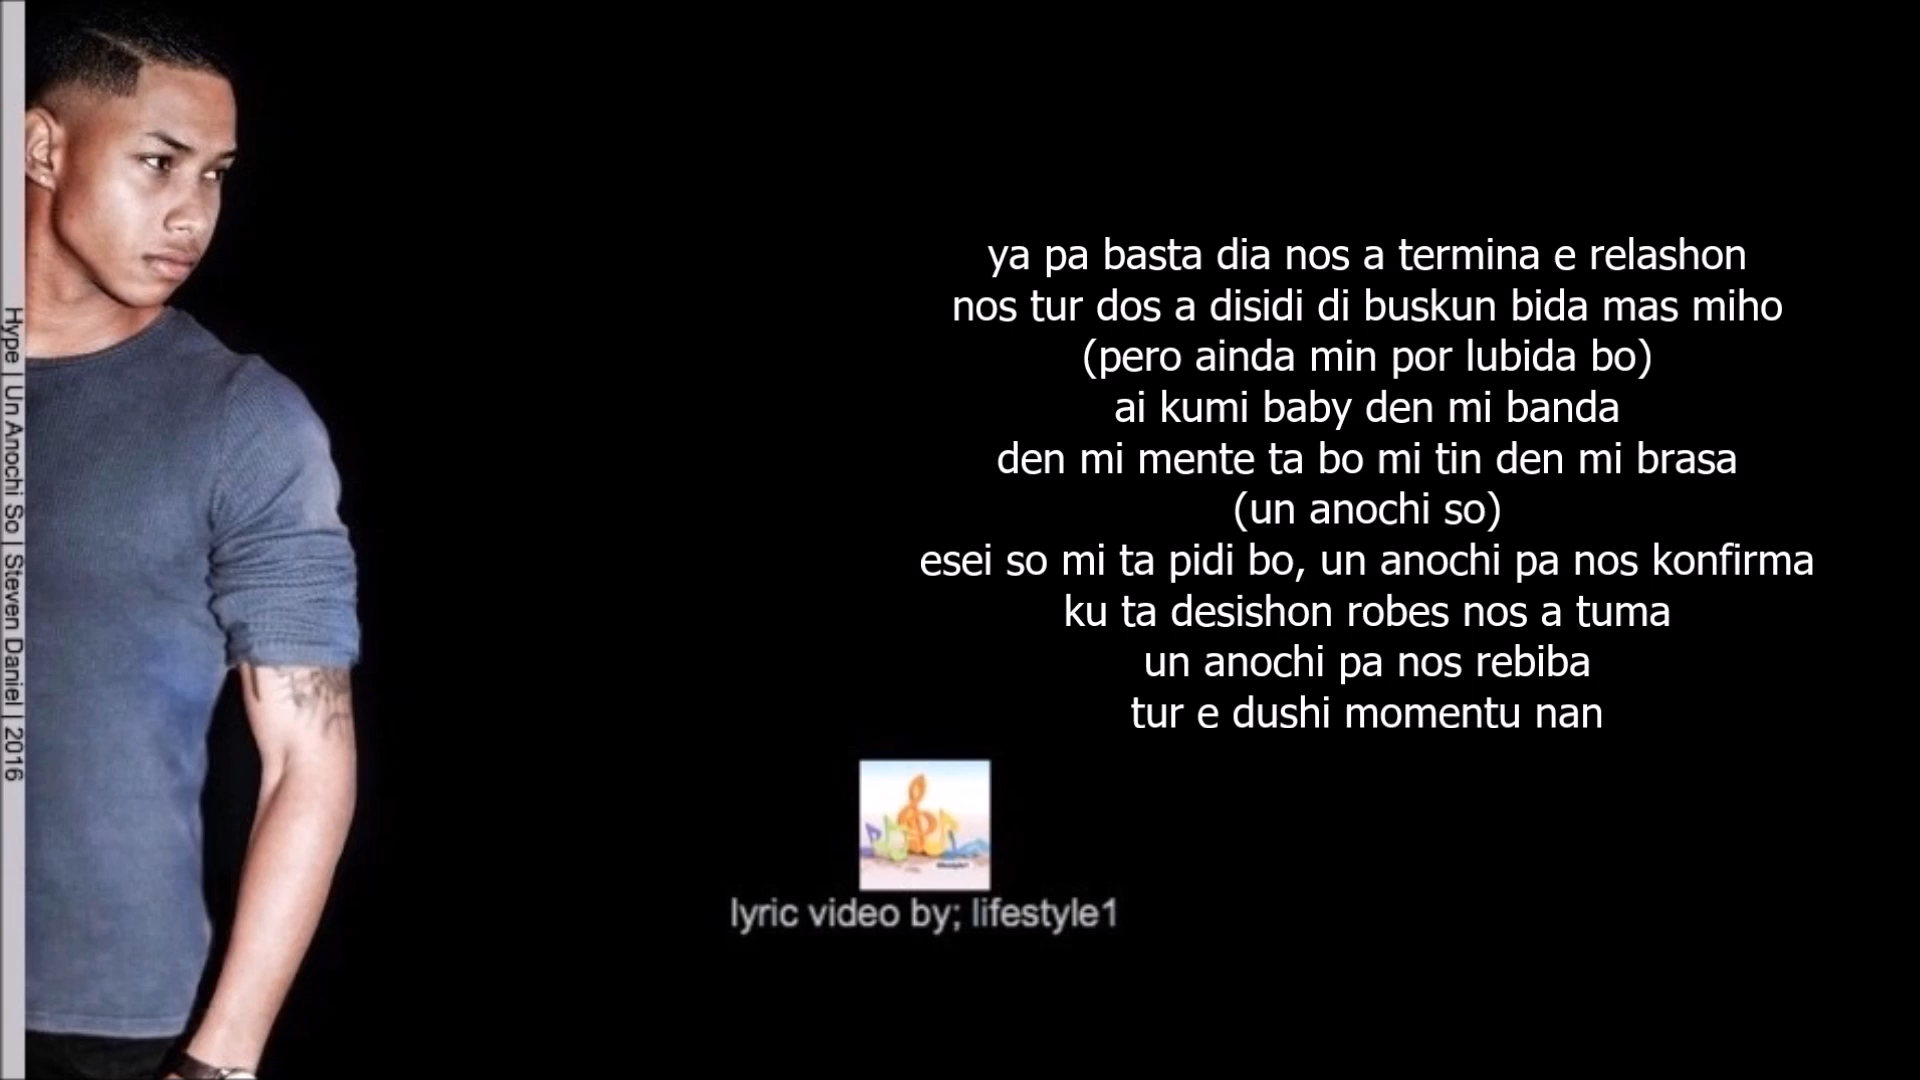 Hype | Un Anochi So | Steven Daniel | 2016
ya pa basta dia nos a termina e relashon
nos tur dos a disidi di buskun bida mas miho
(pero ainda min por lubida bo)
ai kumi baby den mi banda
den mi mente ta bo mi tin den mi brasa
(un anochi so)
esei so mi ta pidi bo, un anochi pa nos konfirma
ku ta desishon robes nos a tuma
un anochi pa nos rebiba
tur e dushi momentu nan
lyric video by; lifestyle1